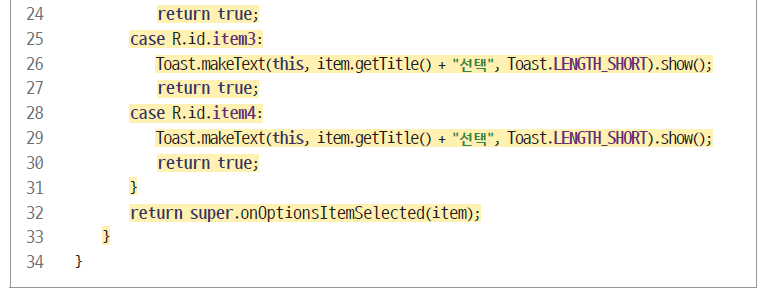 24 return true;
25 case R.id.item3:
26 Toast.makeText(this, item.getTitle() + "선택", Toast.LENGTH_SHORT).show();
27 return true;
28 case R.id.item4:
29 Toast.makeText(this, item.getTitle() + "선택", Toast.LENGTH_SHORT).show();
30 return true;
31 }
32 return super.onOptionsItemSelected(item);
33 }
34 }